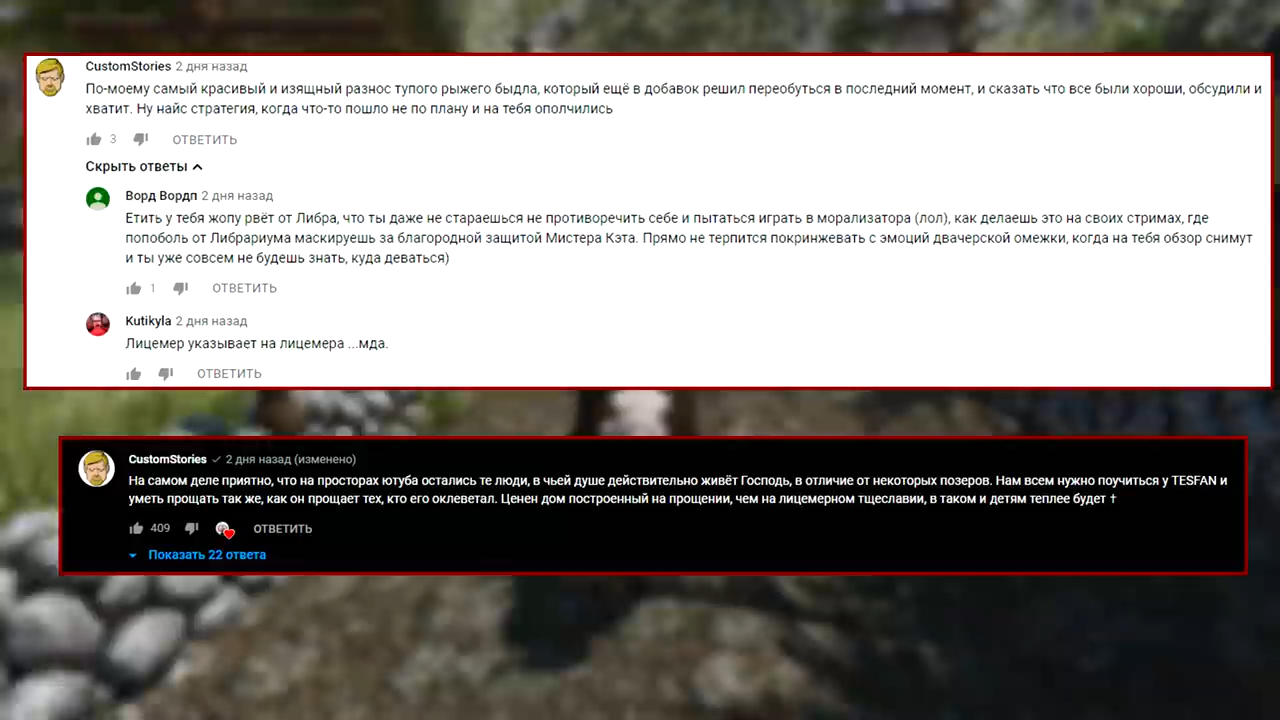 CustomStories 2 дня назад
По-моему самый красивый и изящный разнос тупого рыжего быдла, который ещё в добавок решил переобуться в последний момент, и сказать что все были хороши, обсудили и
хватит. Ну найс стратегия, когда что-то пошло не по плану и на тебя ополчились
3 ОТВЕТИТЬ
Скрыть ответы
Ворд Вордп 2 дня назад
Етить у тебя жопу рвёт от Либра, что ты даже не стараешься не противоречить себе и пытаться играть в морализатора (лол), как делаешь это на своих стримах, где
попоболь от Либрариума маскируешь за благородной защитой Мистера Кэта. Прямо не терпится покринжевать с эмоций двачерской омежки, когда на тебя обзор снимут
и ты уже совсем не будешь знать, куда деваться)
1 ОТВЕТИТЬ
Kutikyla 2 дня назад
Лицемер указывает на лицемера ...мда.
ОТВЕТИТЬ
CustomStories 2 дня назад (изменено)
На самом деле приятно, что на просторах ютуба остались те люди, в чьей душе действительно живёт Господь, в отличие от некоторых позеров. Нам всем нужно поучиться у TESFAN и
уметь прощать так же, как он прощает тех, кто его оклеветал. Ценен дом построенный на прощении, чем на лицемерном тщеславии, в таком и детям теплее будет †
409 ОТВЕТИТЬ
Показать 22 ответа